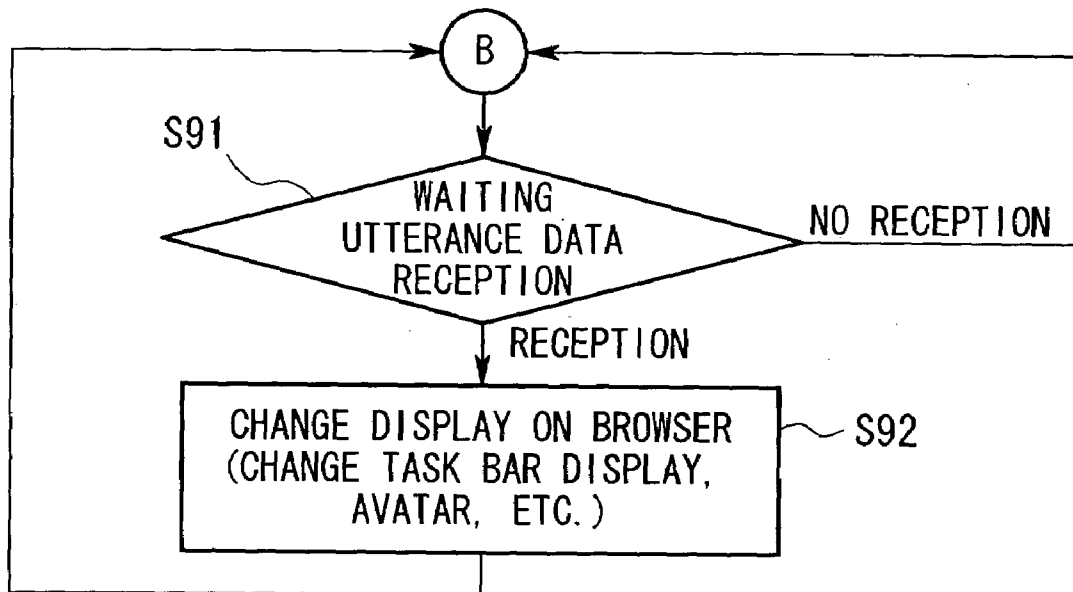 B
S91
WAITING
UTTERANCE DATA
RECEPTION
NO RECEPTION
RECEPTION
CHANGE DISPLAY ON BROWSER
(CHANGE TASK BAR DISPLAY,
AVATAR, ETC.)
S92